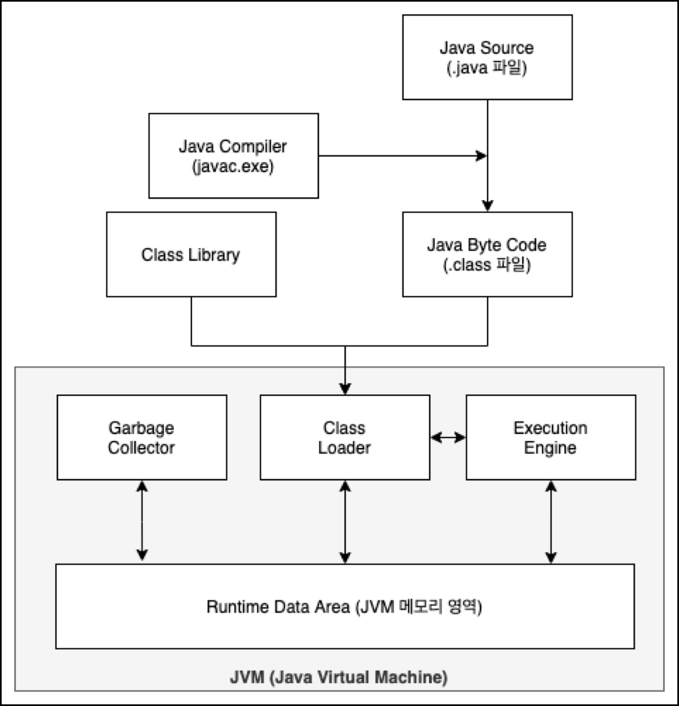 Java Source
(.java 파일)
Java Compiler
(javac.exe)
Class Library
Java Byte Code
(.class 파일)
Garbage
Collector
Class
Loader
Execution
Engine
Runtime Data Area (JVM 메모리 영역)
JVM (Java Virtual Machine)